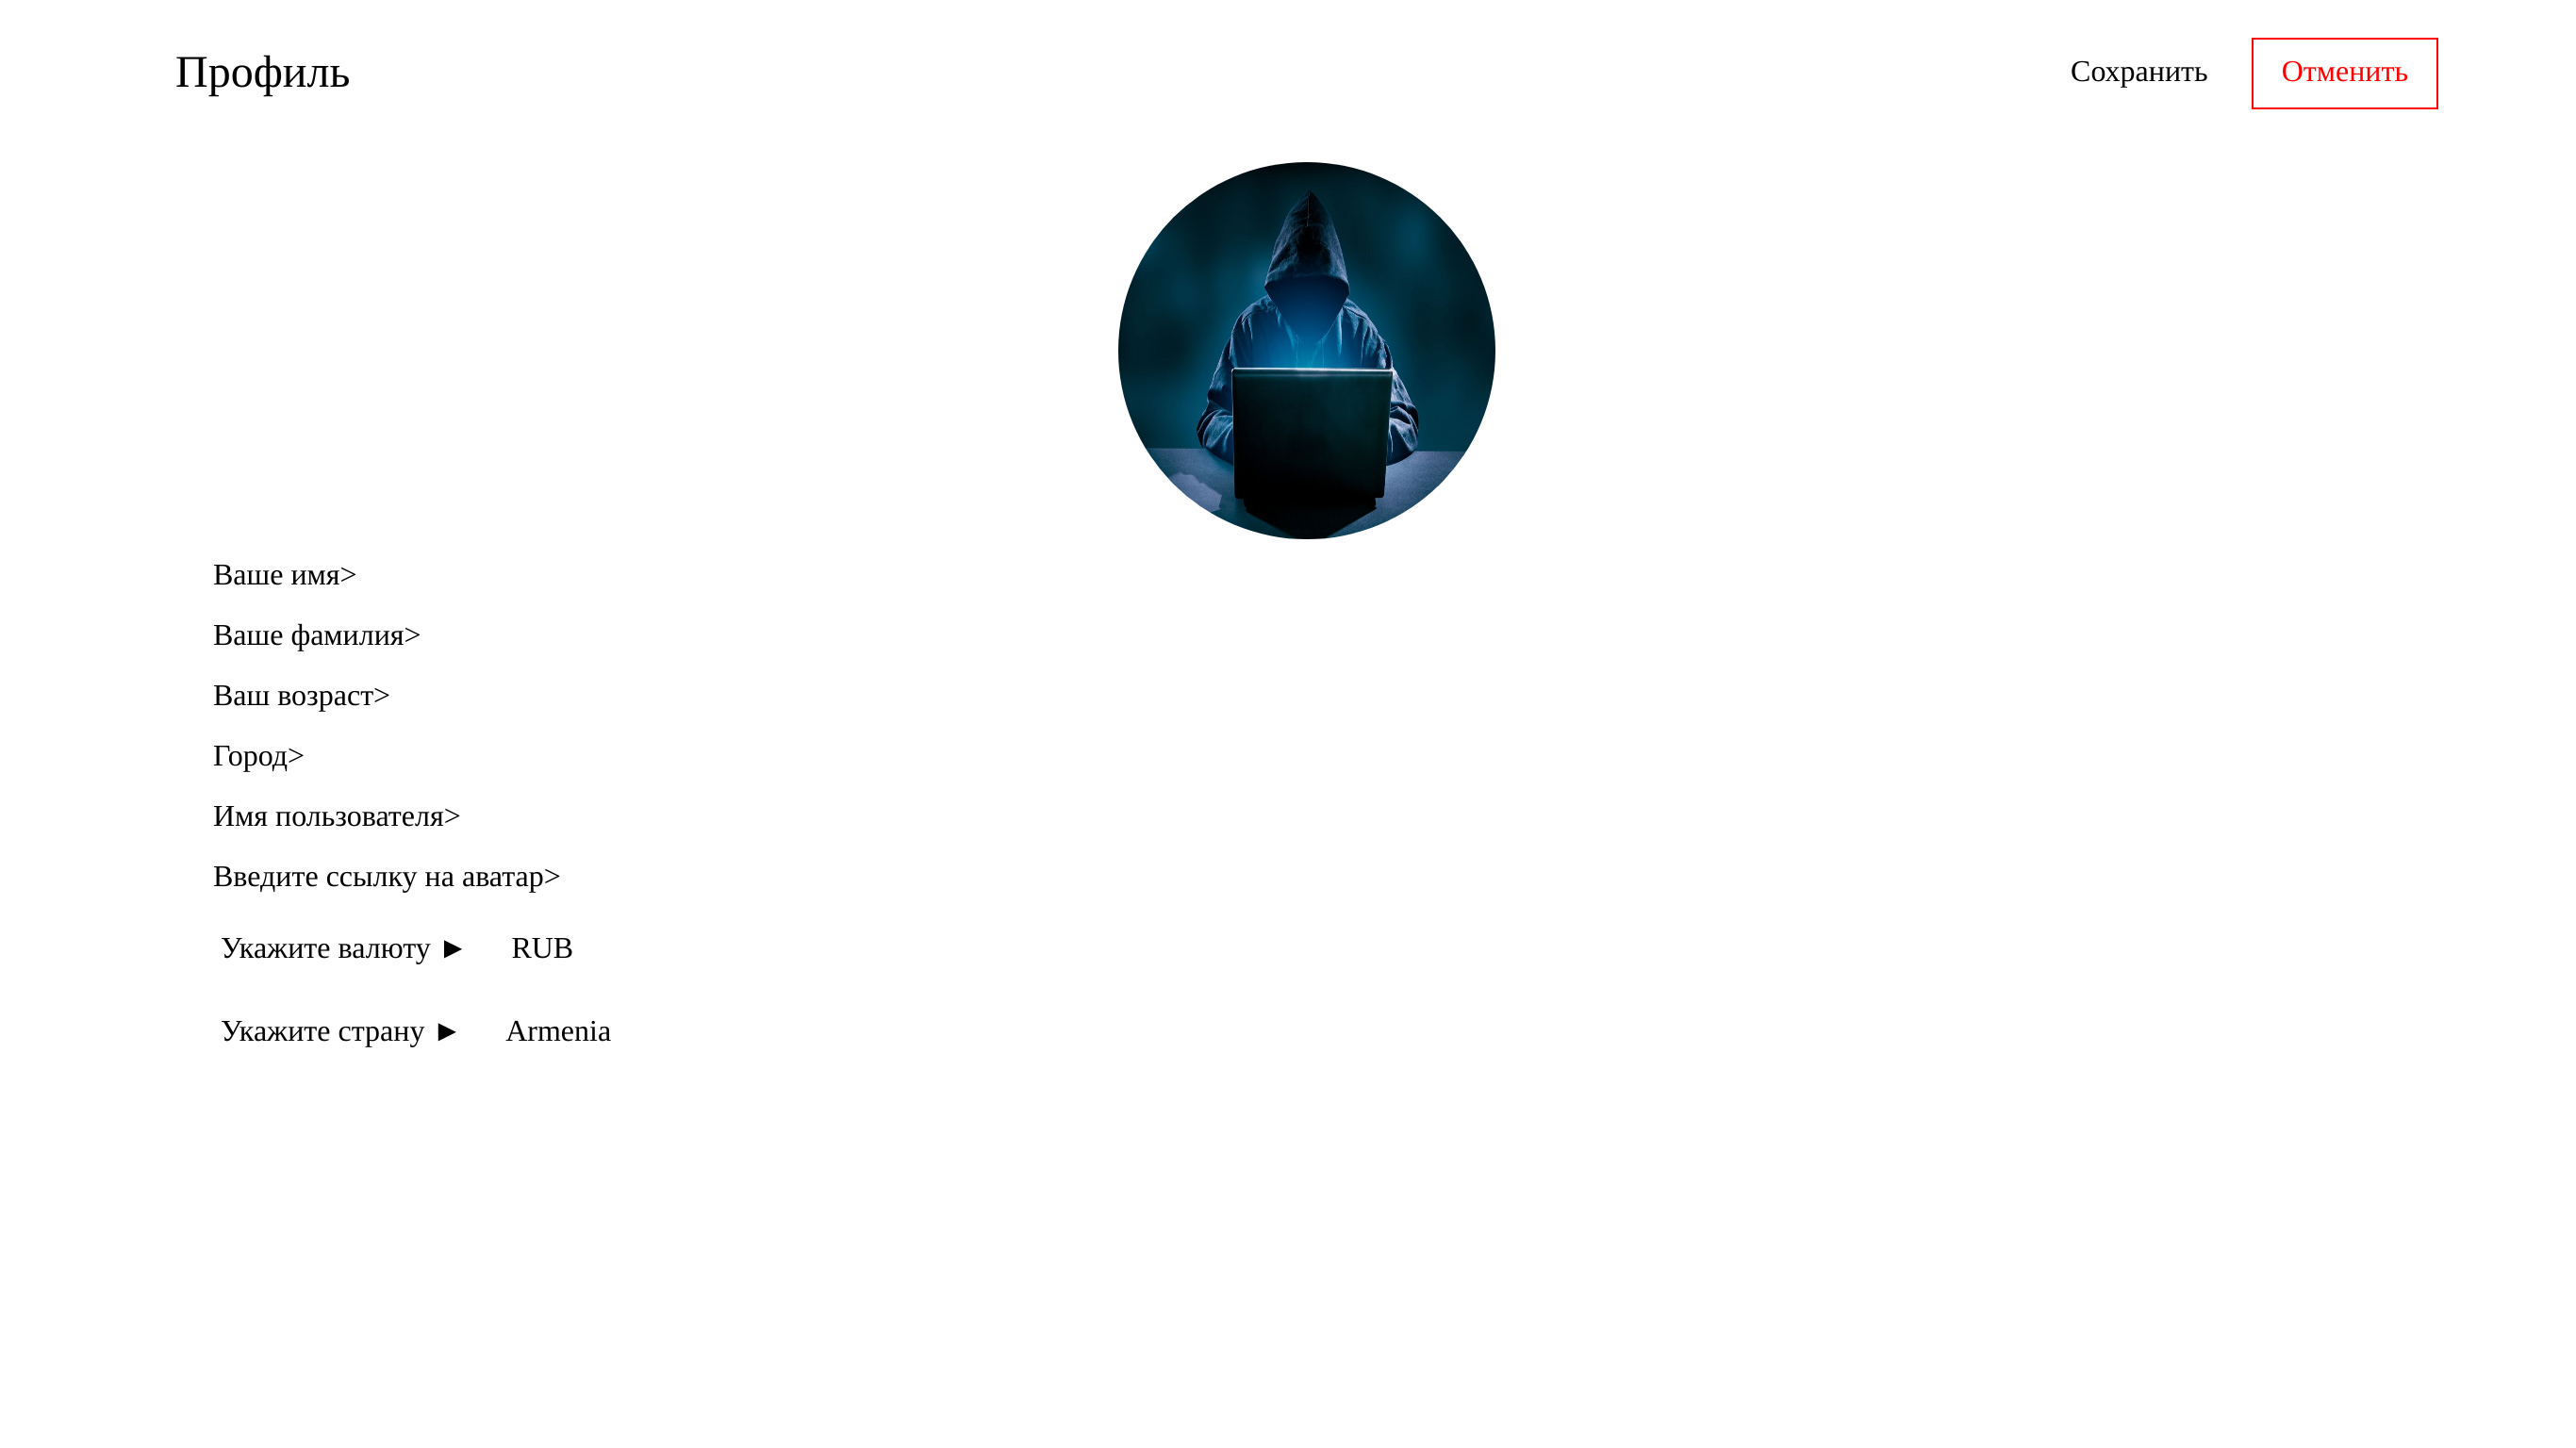 Профиль
Сохранить
Отменить
Ваше имя>
Ваше фамилия>
Ваш возраст>
Город>
Имя пользователя>
Введите ссылку на аватар>
Укажите валюту ► RUB
Укажите страну ► Armenia